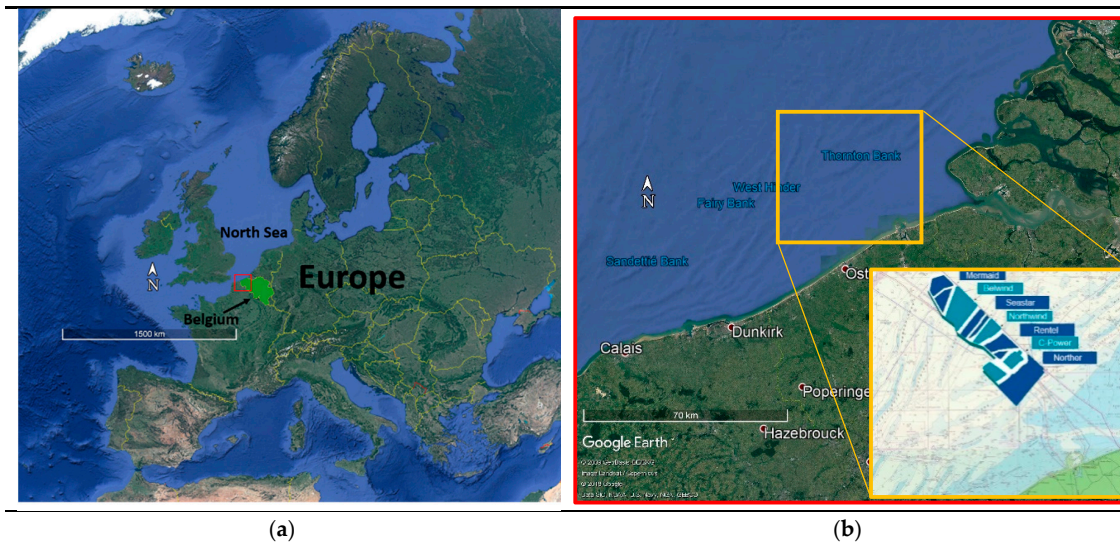 North Sea
Europe
N
Belgium
1500 km
(a)
Thornton Bank
West Hinder
Fairy Bank
N
Sandettié Bank
Ost
Dunkirk
Calais
Poperinge
70 km
Hazebrouck
Google Earth
Mermaid
Belwind
Seastar
Northwind
Rentel
C-Power
Norther
(b)